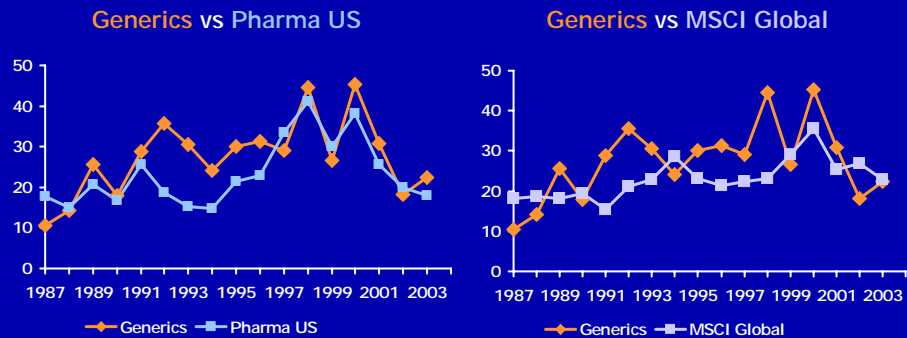 Generics vs Pharma US
50
40
30
20
10
0
1987 1989 1991 1993 1995 1997 1999 2001 2003
Generics Pharma US
Generics vs MSCI Global
50
40
30
20
10
0
1987 1989 1991 1993 1995 1997 1999 2001 2003
Generics MSCI Global